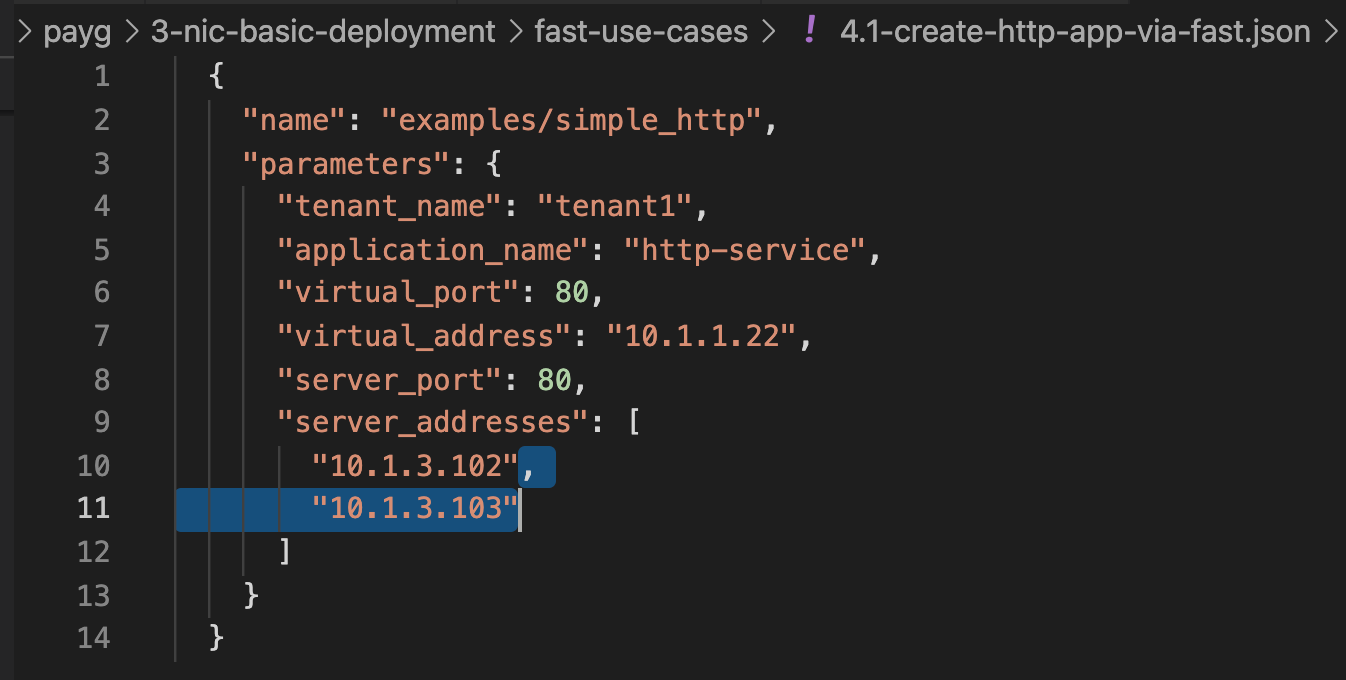 > payg > 3-nic-basic-deployment > fast-use-cases > ! 4.1-create-http-app-via-fast.json >
1 {
2 "name": "examples/simple_http",
3 "parameters": {
4 "tenant_name": "tenant1",
5 "application_name": "http-service",
6 "virtual_port": 80,
7 "virtual_address": "10.1.1.22",
8 "server_port": 80,
9 "server_addresses": [
10 "10.1.3.102",
11 "10.1.3.103"
12 ]
13 }
14 }